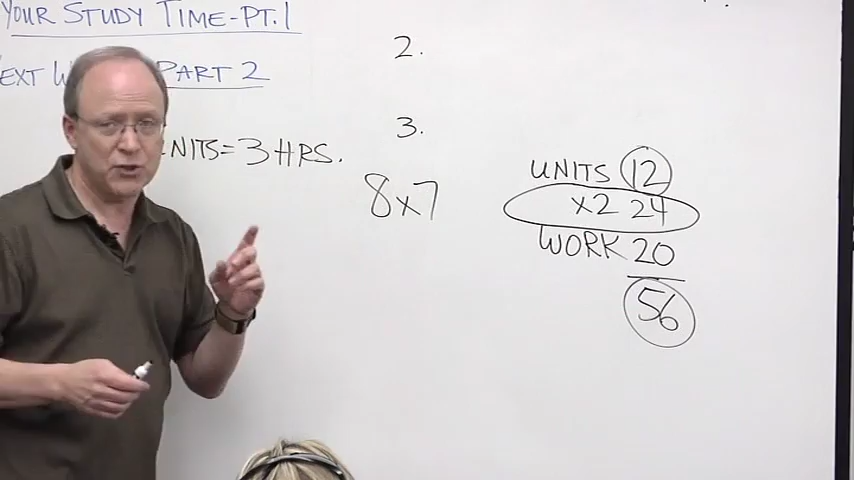 YOUR STUDY TIME-PT.1
PART 2
= 3 HRS.
2.
3.
8x7
UNITS 12
x2 24
WORK 20
56